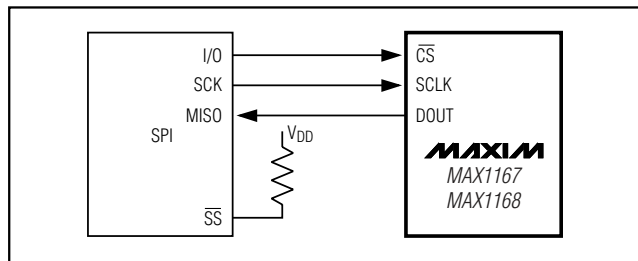 I/O
CS
SCK
SCLK
MISO
DOUT
SPI
VDD
MAXIM
MAX1167
MAX1168
SS